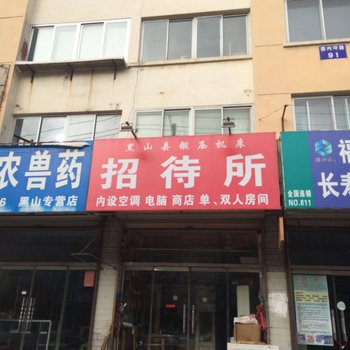 農兽药
6 黑山专营店
黑山县锻压机床
招待所
内设空调 电脑 商店 单、双人房间
福
长寿
全国连锁
NO.811
91